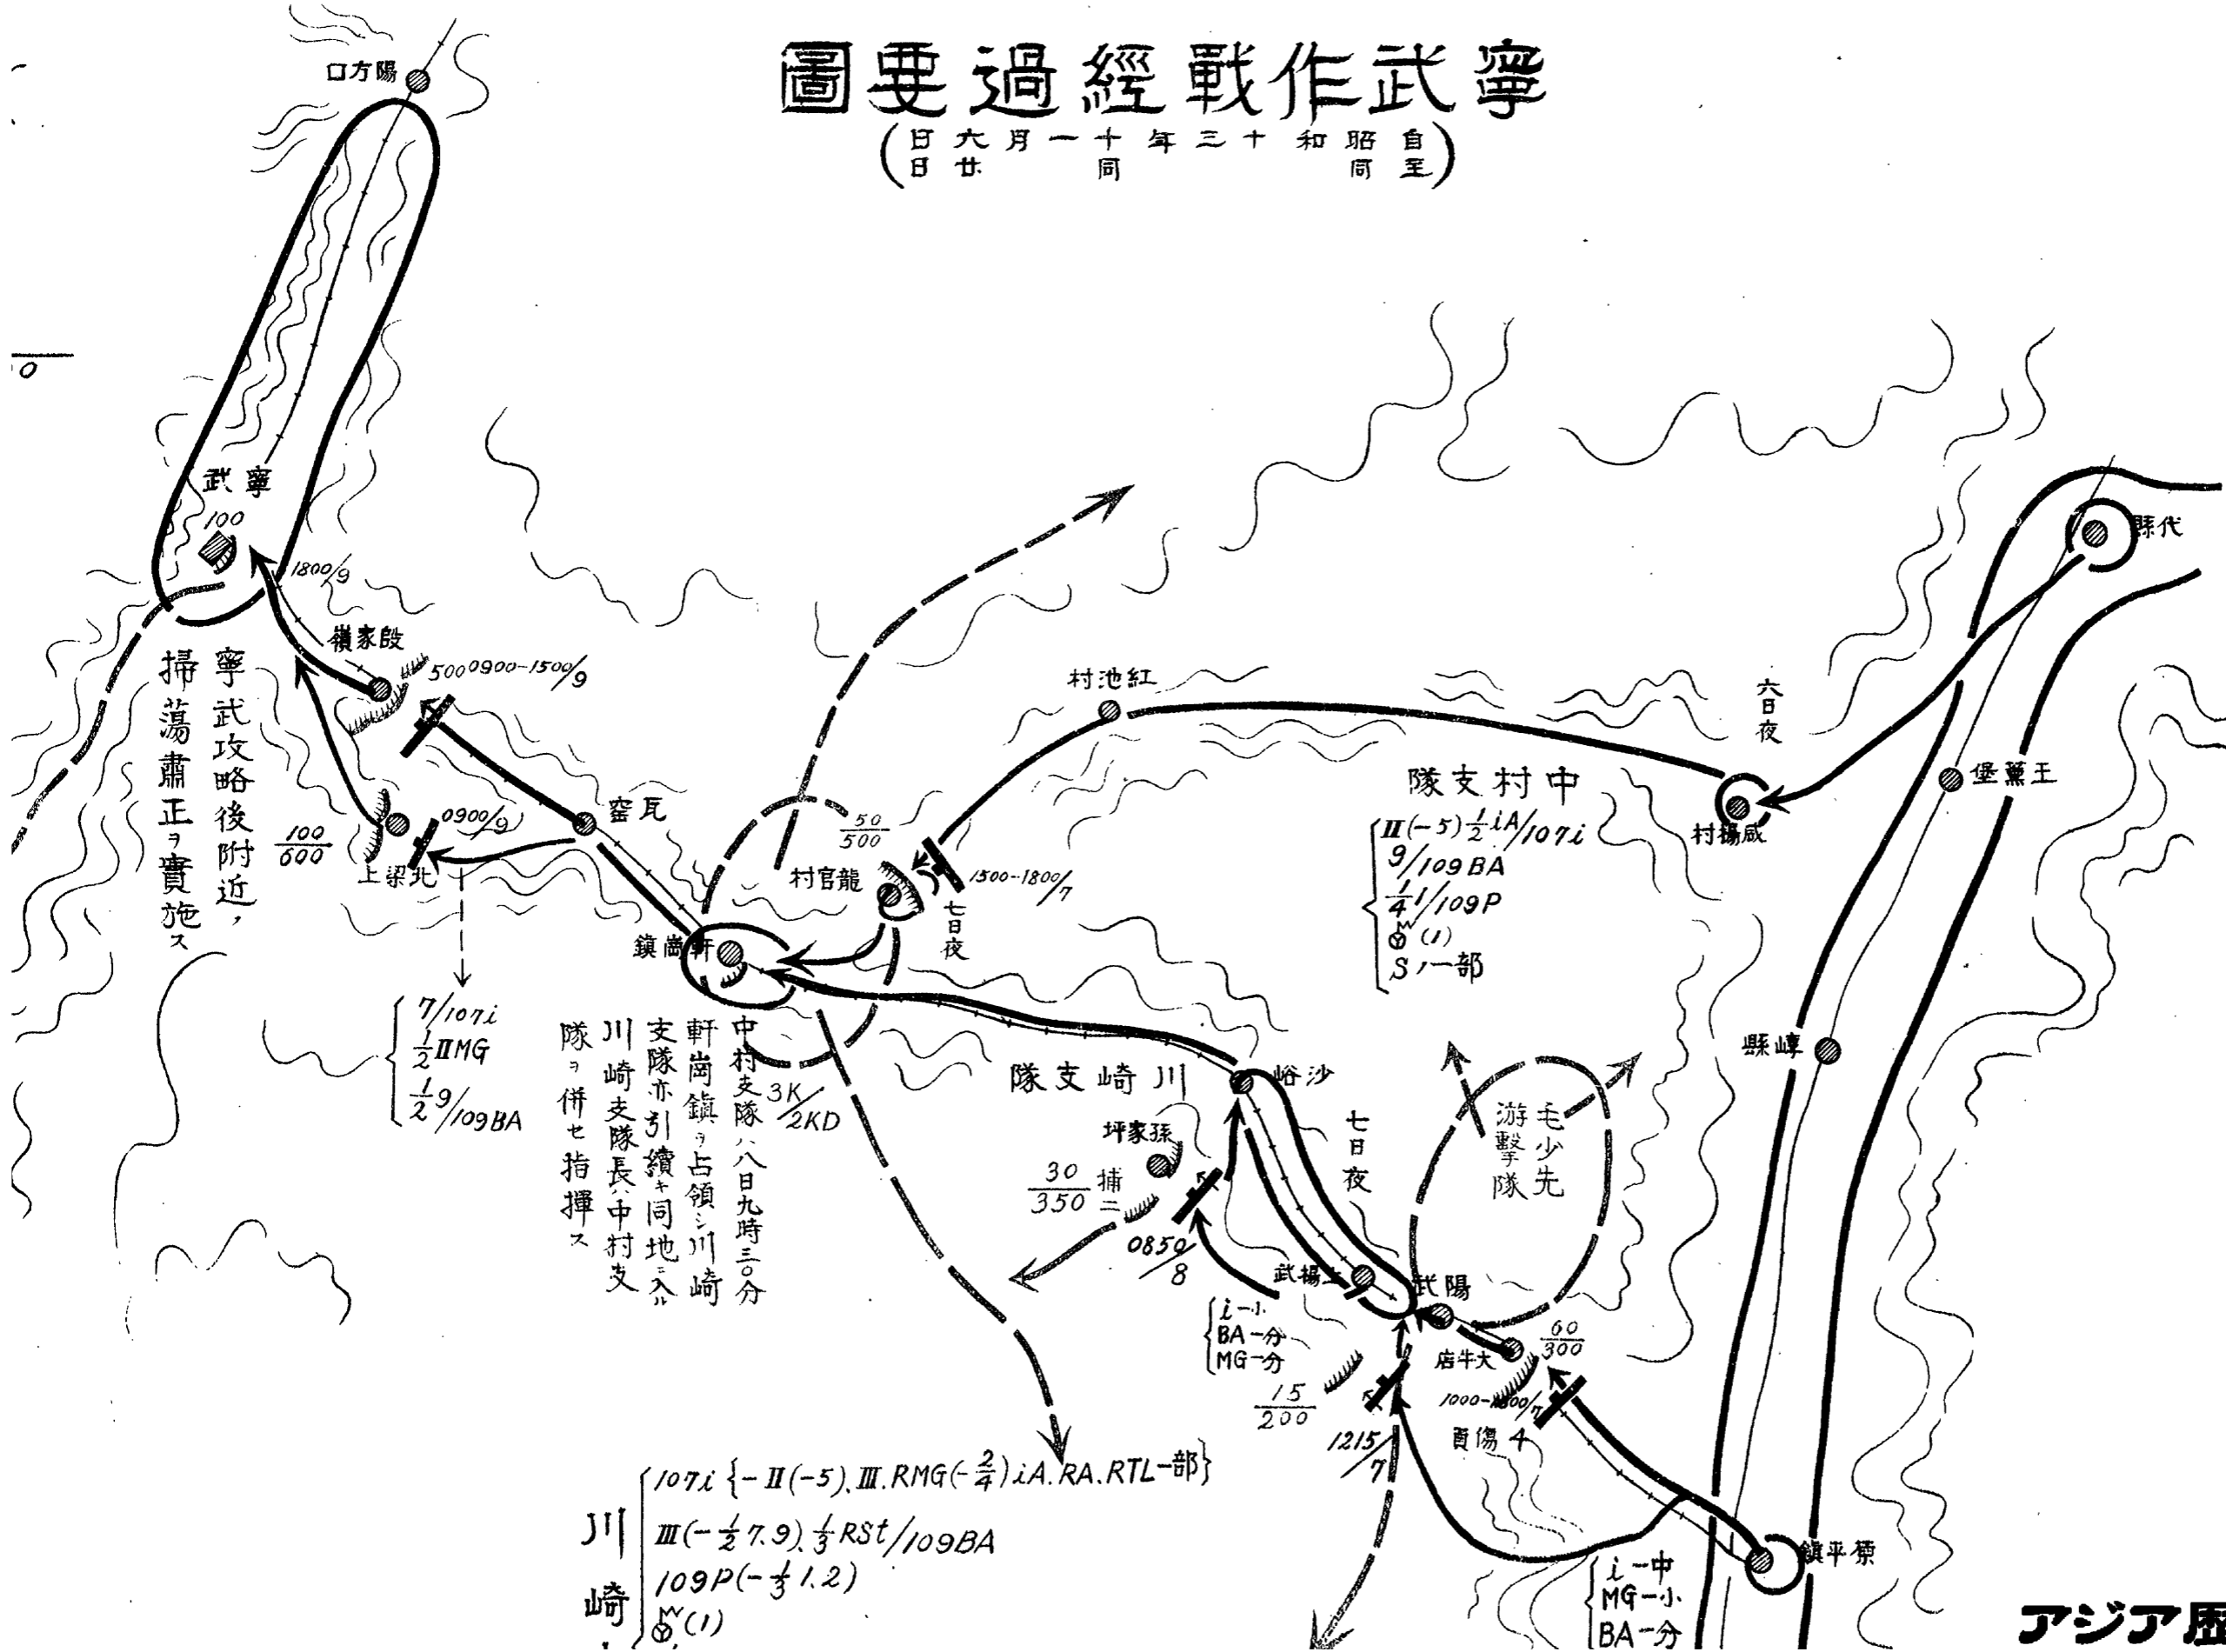 寧武作戰經過要圖
自昭和十三年十一月六日
至同同廿日
陽方口
寧武
100
1800/9
段家嶺
500 0900-1500/9
寧武攻略後附近ノ
掃蕩肅正ヲ實施ス
100/600
0900/9
北梁上
瓦窑
7/107i
1/2 ⅡMG
1/2 9/109BA
軒崗鎮
50/500
龍官村
1500-1800/7
七日夜
紅池村
六日夜
代縣
王董堡
咸楊村
中村支隊
Ⅱ(-5) 1/2 iA/107i
9/109BA
1/4 1/109P
(1)
Sノ一部
崞縣
中村支隊ハ八日九時三〇分
軒崗鎮ヲ占領シ川崎
支隊亦引續キ同地ニ入ル
川崎支隊長ハ中村支
隊ヲ併セ指揮ス
3K/2KD
川崎支隊
沙峪
孫家坪
30/350
捕二
0850/8
七日夜
毛少先
游擊隊
上揚武
陽武
i一小
BA一分
MG一分
15/200
1215/7
大牛店
60/300
負傷4
原平鎮
i一中
MG一小
BA一分
川崎
107i{-Ⅱ(-5).Ⅲ.RMG(-2/4)iA.RA.RTL一部}
Ⅲ(-1/2 7.9).1/3 RSt/109BA
109P(-1/3 1.2)
(1)
アジア歴
0